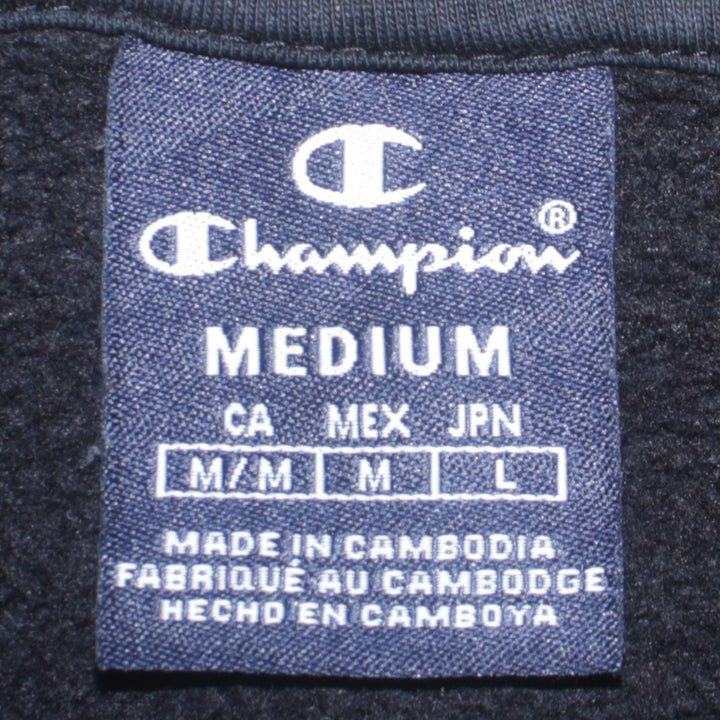 Champion®
MEDIUM
CA MEX JPN
M/M M L
MADE IN CAMBODIA
FABRIQUÉ AU CAMBODGE
HECHO EN CAMBOYA